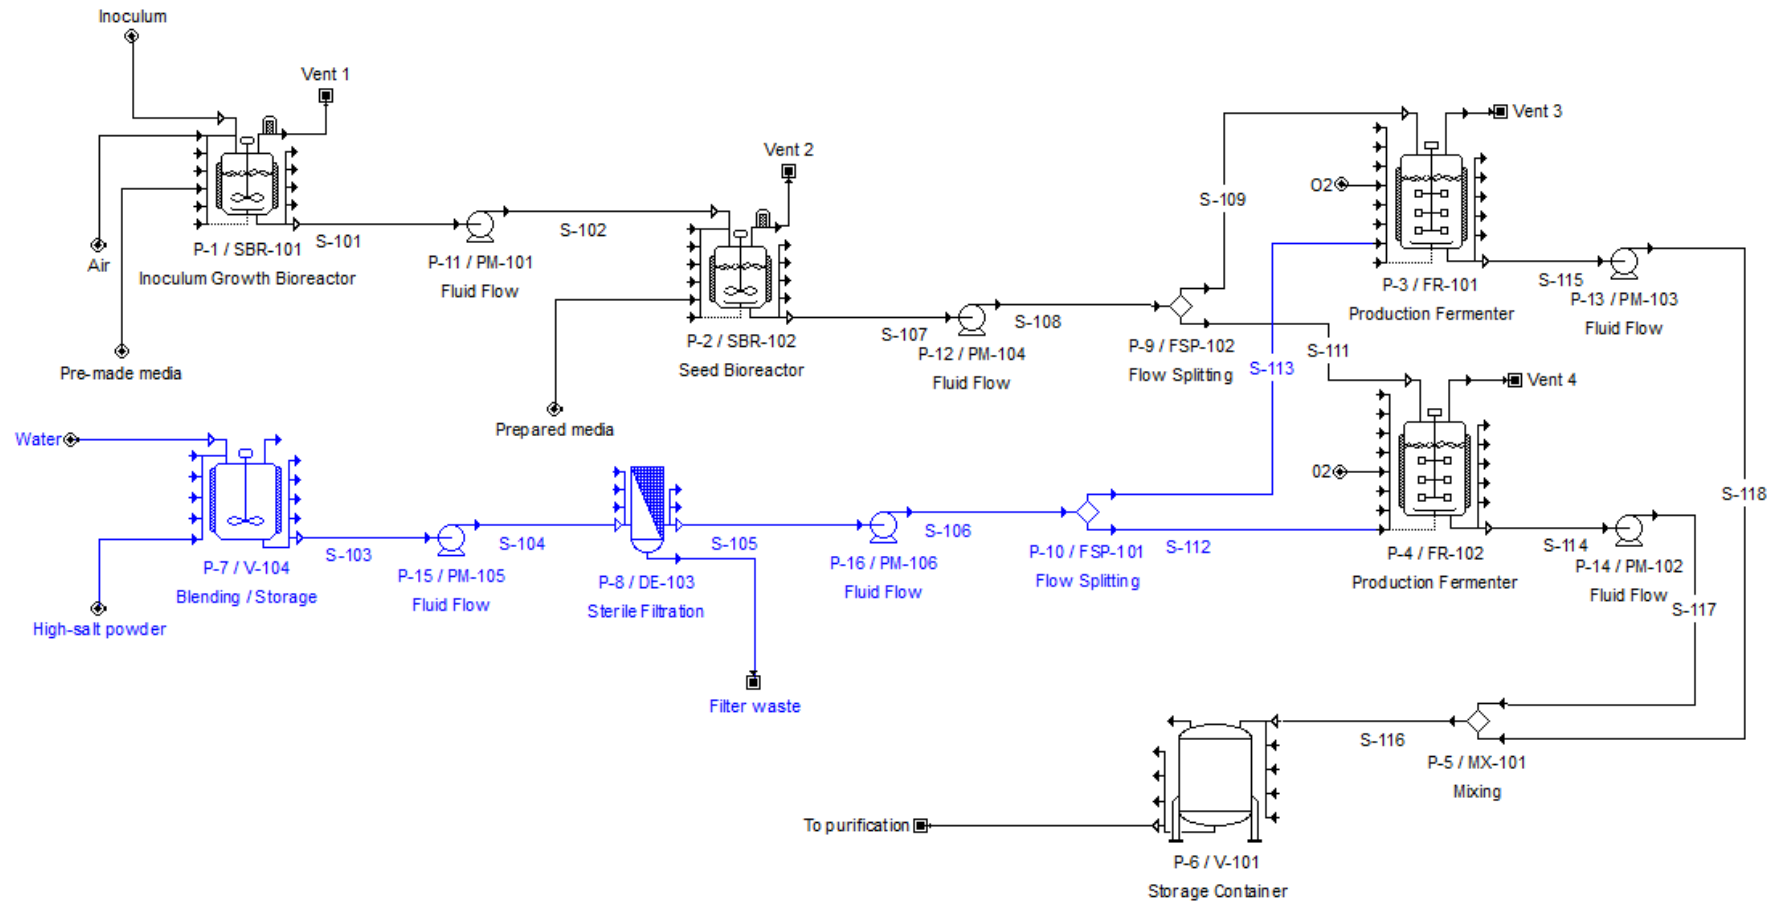 Inoculum
Vent 1
Air
P-1 / SBR-101
Inoculum Growth Bioreactor
S-101
Pre-made media
P-11 / PM-101
Fluid Flow
S-102
Vent 2
P-2 / SBR-102
Seed Bioreactor
Prepared media
S-107
P-12 / PM-104
Fluid Flow
S-108
P-9 / FSP-102
Flow Splitting
S-109
S-111
S-113
O2
Vent 3
P-3 / FR-101
Production Fermenter
S-115
P-13 / PM-103
Fluid Flow
02
Vent 4
P-4 / FR-102
Production Fermenter
S-114
P-14 / PM-102
Fluid Flow
S-117
S-118
Water
P-7 / V-104
Blending / Storage
High-salt powder
S-103
P-15 / PM-105
Fluid Flow
S-104
P-8 / DE-103
Sterile Filtration
S-105
Filter waste
P-16 / PM-106
Fluid Flow
S-106
P-10 / FSP-101
Flow Splitting
S-112
P-5 / MX-101
Mixing
S-116
P-6 / V-101
Storage Container
To purification